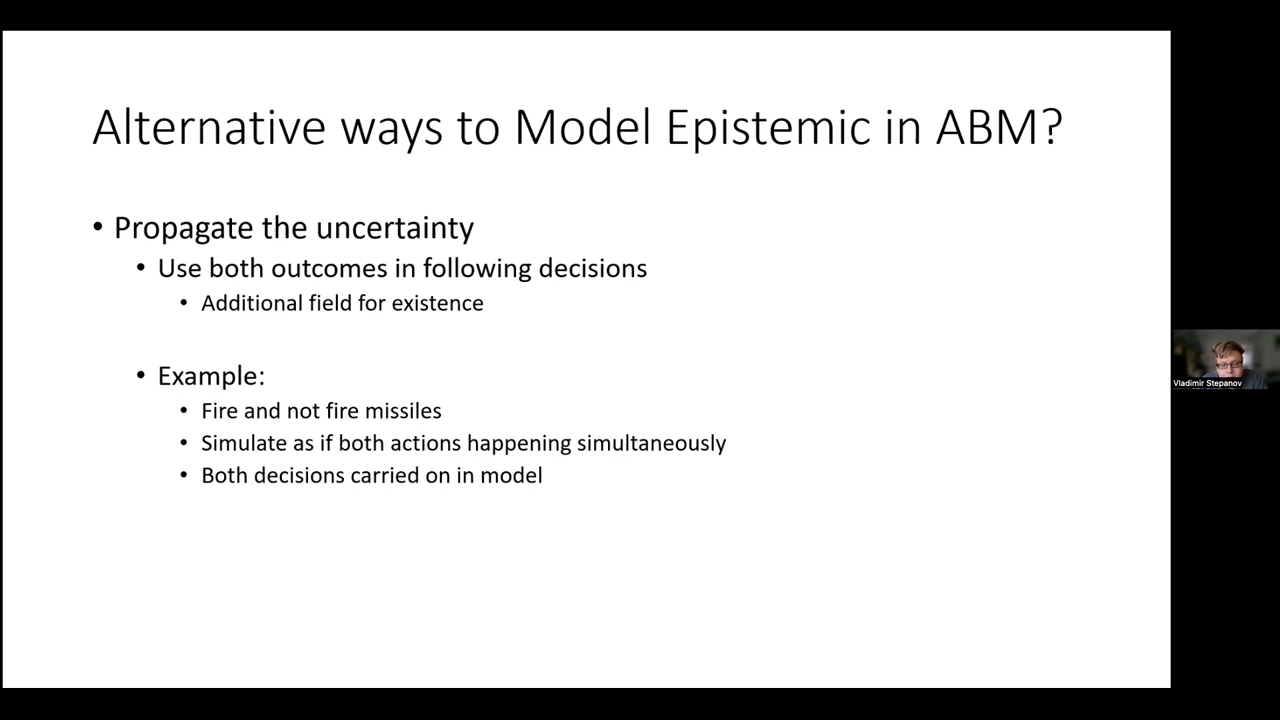 Alternative ways to Model Epistemic in ABM?
• Propagate the uncertainty
• Use both outcomes in following decisions
• Additional field for existence
• Example:
• Fire and not fire missiles
• Simulate as if both actions happening simultaneously
• Both decisions carried on in model
Vladimir Stepanov